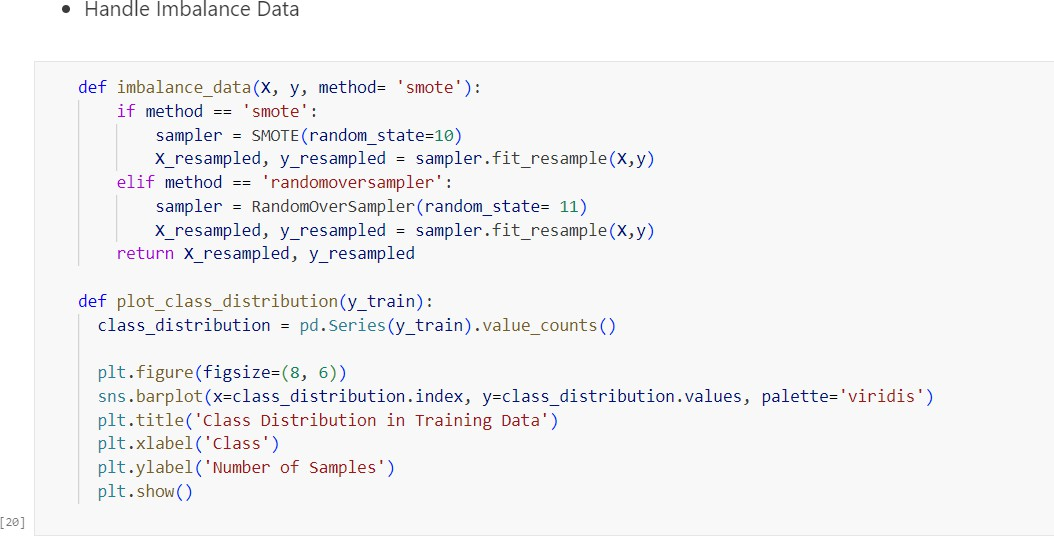 • Handle Imbalance Data
def imbalance_data(X, y, method= 'smote'):
    if method == 'smote':
        sampler = SMOTE(random_state=10)
        X_resampled, y_resampled = sampler.fit_resample(X,y)
    elif method == 'randomoversampler':
        sampler = RandomOverSampler(random_state= 11)
        X_resampled, y_resampled = sampler.fit_resample(X,y)
    return X_resampled, y_resampled

def plot_class_distribution(y_train):
  class_distribution = pd.Series(y_train).value_counts()

  plt.figure(figsize=(8, 6))
  sns.barplot(x=class_distribution.index, y=class_distribution.values, palette='viridis')
  plt.title('Class Distribution in Training Data')
  plt.xlabel('Class')
  plt.ylabel('Number of Samples')
  plt.show()
[20]